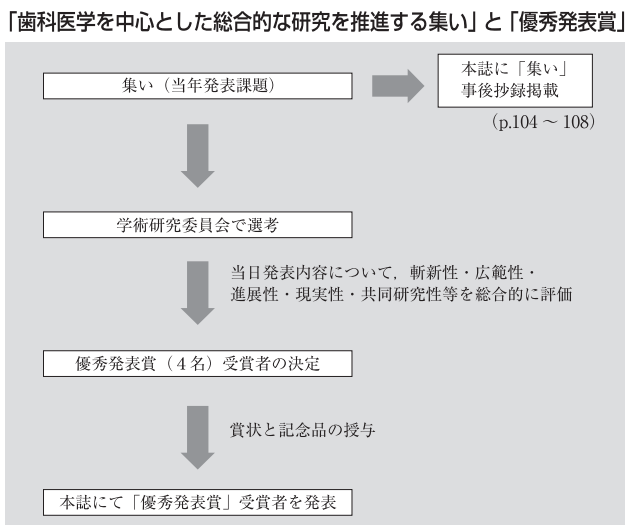 「歯科医学を中心とした総合的な研究を推進する集い」と「優秀発表賞」
集い（当年発表課題）
本誌に「集い」
事後抄録掲載
（p.104 ～ 108）
学術研究委員会で選考
当日発表内容について，斬新性・広範性・
進展性・現実性・共同研究性等を総合的に評価
優秀発表賞（４名）受賞者の決定
賞状と記念品の授与
本誌にて「優秀発表賞」受賞者を発表